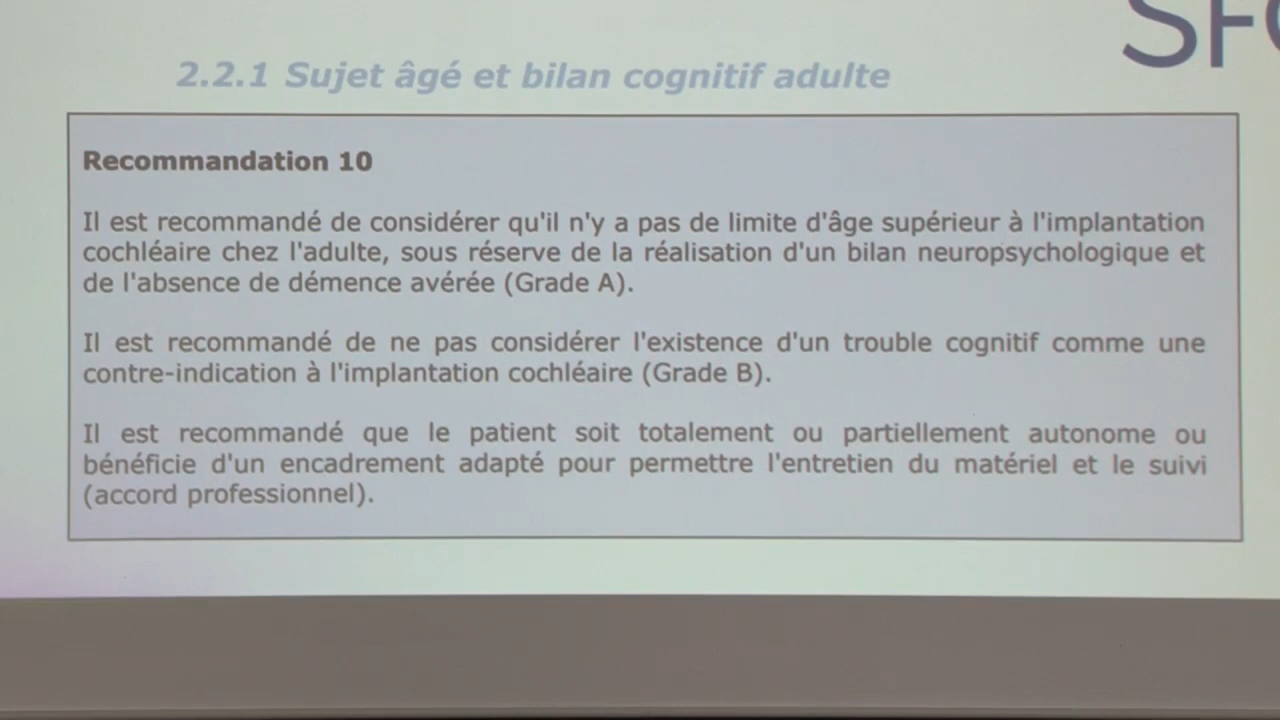 SFO
2.2.1 Sujet âgé et bilan cognitif adulte
Recommandation 10
Il est recommandé de considérer qu'il n'y a pas de limite d'âge supérieur à l'implantation
cochléaire chez l'adulte, sous réserve de la réalisation d'un bilan neuropsychologique et
de l'absence de démence avérée (Grade A).
Il est recommandé de ne pas considérer l'existence d'un trouble cognitif comme une
contre-indication à l'implantation cochléaire (Grade B).
Il est recommandé que le patient soit totalement ou partiellement autonome ou
bénéficie d'un encadrement adapté pour permettre l'entretien du matériel et le suivi
(accord professionnel).